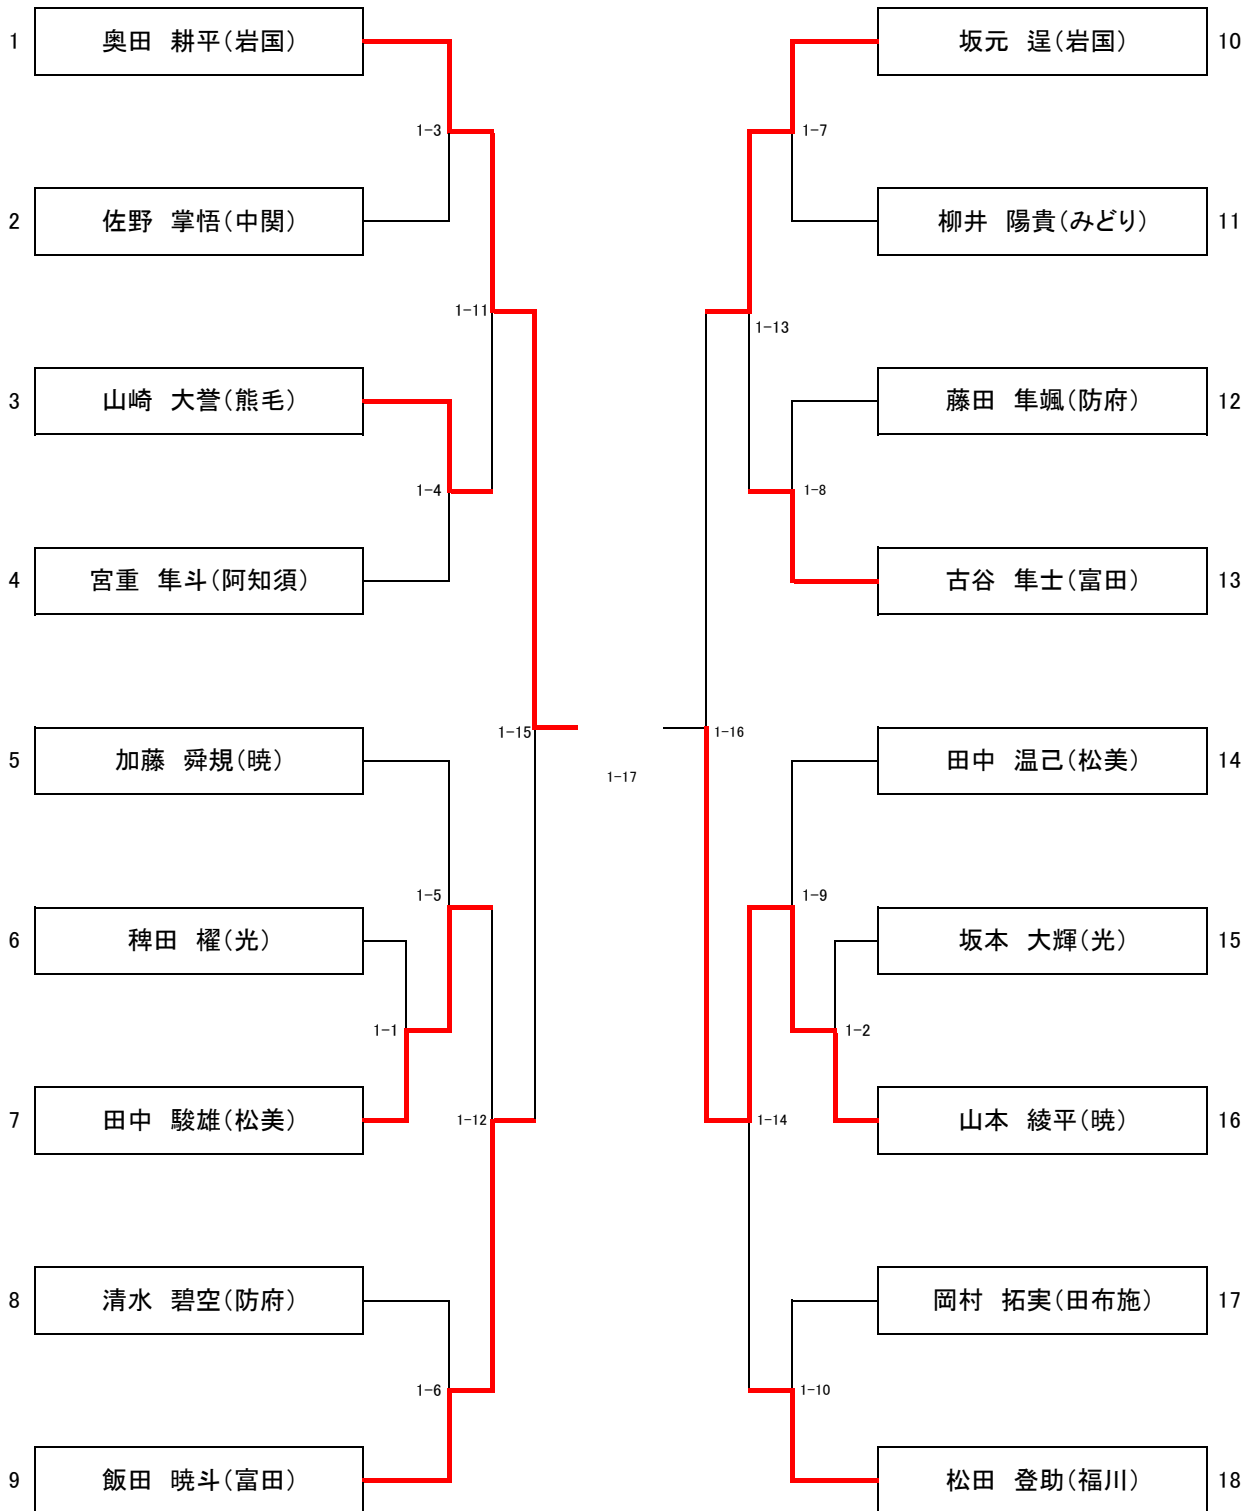 1 奥田 耕平(岩国)
坂元 逞(岩国) 10
1-3
1-7
2 佐野 掌悟(中関)
柳井 陽貴(みどり) 11
1-11
1-13
3 山崎 大誉(熊毛)
藤田 隼颯(防府) 12
1-4
1-8
4 宮重 隼斗(阿知須)
古谷 隼士(富田) 13
1-15
1-16
5 加藤 舜規(暁)
田中 温己(松美) 14
1-17
1-5
1-9
6 稗田 櫂(光)
坂本 大輝(光) 15
1-1
1-2
7 田中 駿雄(松美)
1-12
1-14
山本 綾平(暁) 16
8 清水 碧空(防府)
岡村 拓実(田布施) 17
1-6
1-10
9 飯田 暁斗(富田)
松田 登助(福川) 18